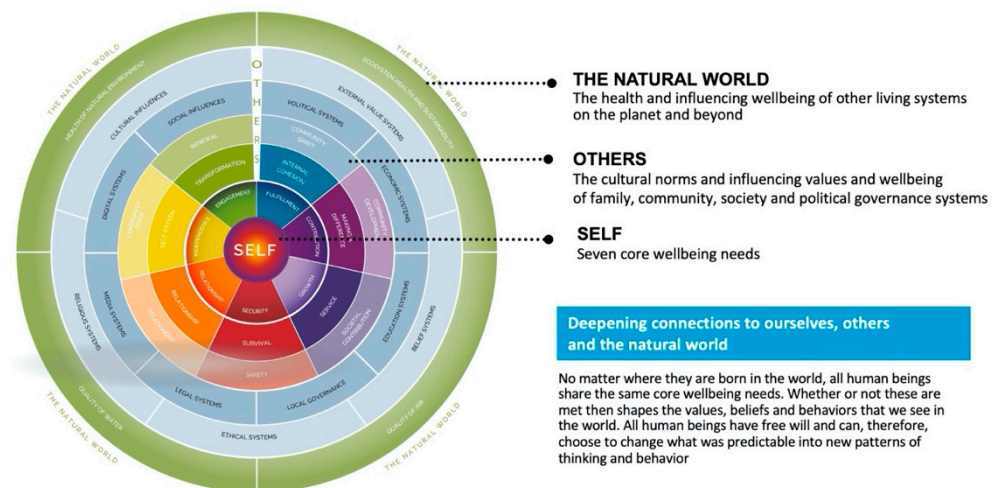 THE NATURAL WORLD
THE NATURAL WORLD
THE NATURAL WORLD
THE NATURAL WORLD
HEALTH OF NATURAL ENVIRONMENT
ECOSYSTEM HEALTH AND SUSTAINABILITY
QUALITY OF WATER
QUALITY OF AIR
OTHERS
CULTURAL INFLUENCES
EXTERNAL VALUE SYSTEMS
RELIGIOUS SYSTEMS
BELIEF SYSTEMS
ETHICAL SYSTEMS
SOCIAL INFLUENCES
POLITICAL SYSTEMS
DIGITAL SYSTEMS
ECONOMIC SYSTEMS
MEDIA SYSTEMS
EDUCATION SYSTEMS
LEGAL SYSTEMS
LOCAL GOVERNANCE
RENEWAL
COMMUNITY SPIRIT
COMMUNITY
COMMUNITY DEVELOPMENT
RELATIONSHIP
SOCIETAL CONTRIBUTION
SAFETY
TRANSFORMATION
INTERNAL COHESION
SELF-ESTEEM
MAKING A DIFFERENCE
RELATIONSHIP
SERVICE
SURVIVAL
ENGAGEMENT
FULFILLMENT
INDEPENDENCE
CONTRIBUTION
RELATIONSHIP
GROWTH
SECURITY
SELF
THE NATURAL WORLD
The health and influencing wellbeing of other living systems
on the planet and beyond
OTHERS
The cultural norms and influencing values and wellbeing
of family, community, society and political governance systems
SELF
Seven core wellbeing needs
Deepening connections to ourselves, others
and the natural world
No matter where they are born in the world, all human beings
share the same core wellbeing needs. Whether or not these are
met then shapes the values, beliefs and behaviors that we see in
the world. All human beings have free will and can, therefore,
choose to change what was predictable into new patterns of
thinking and behavior